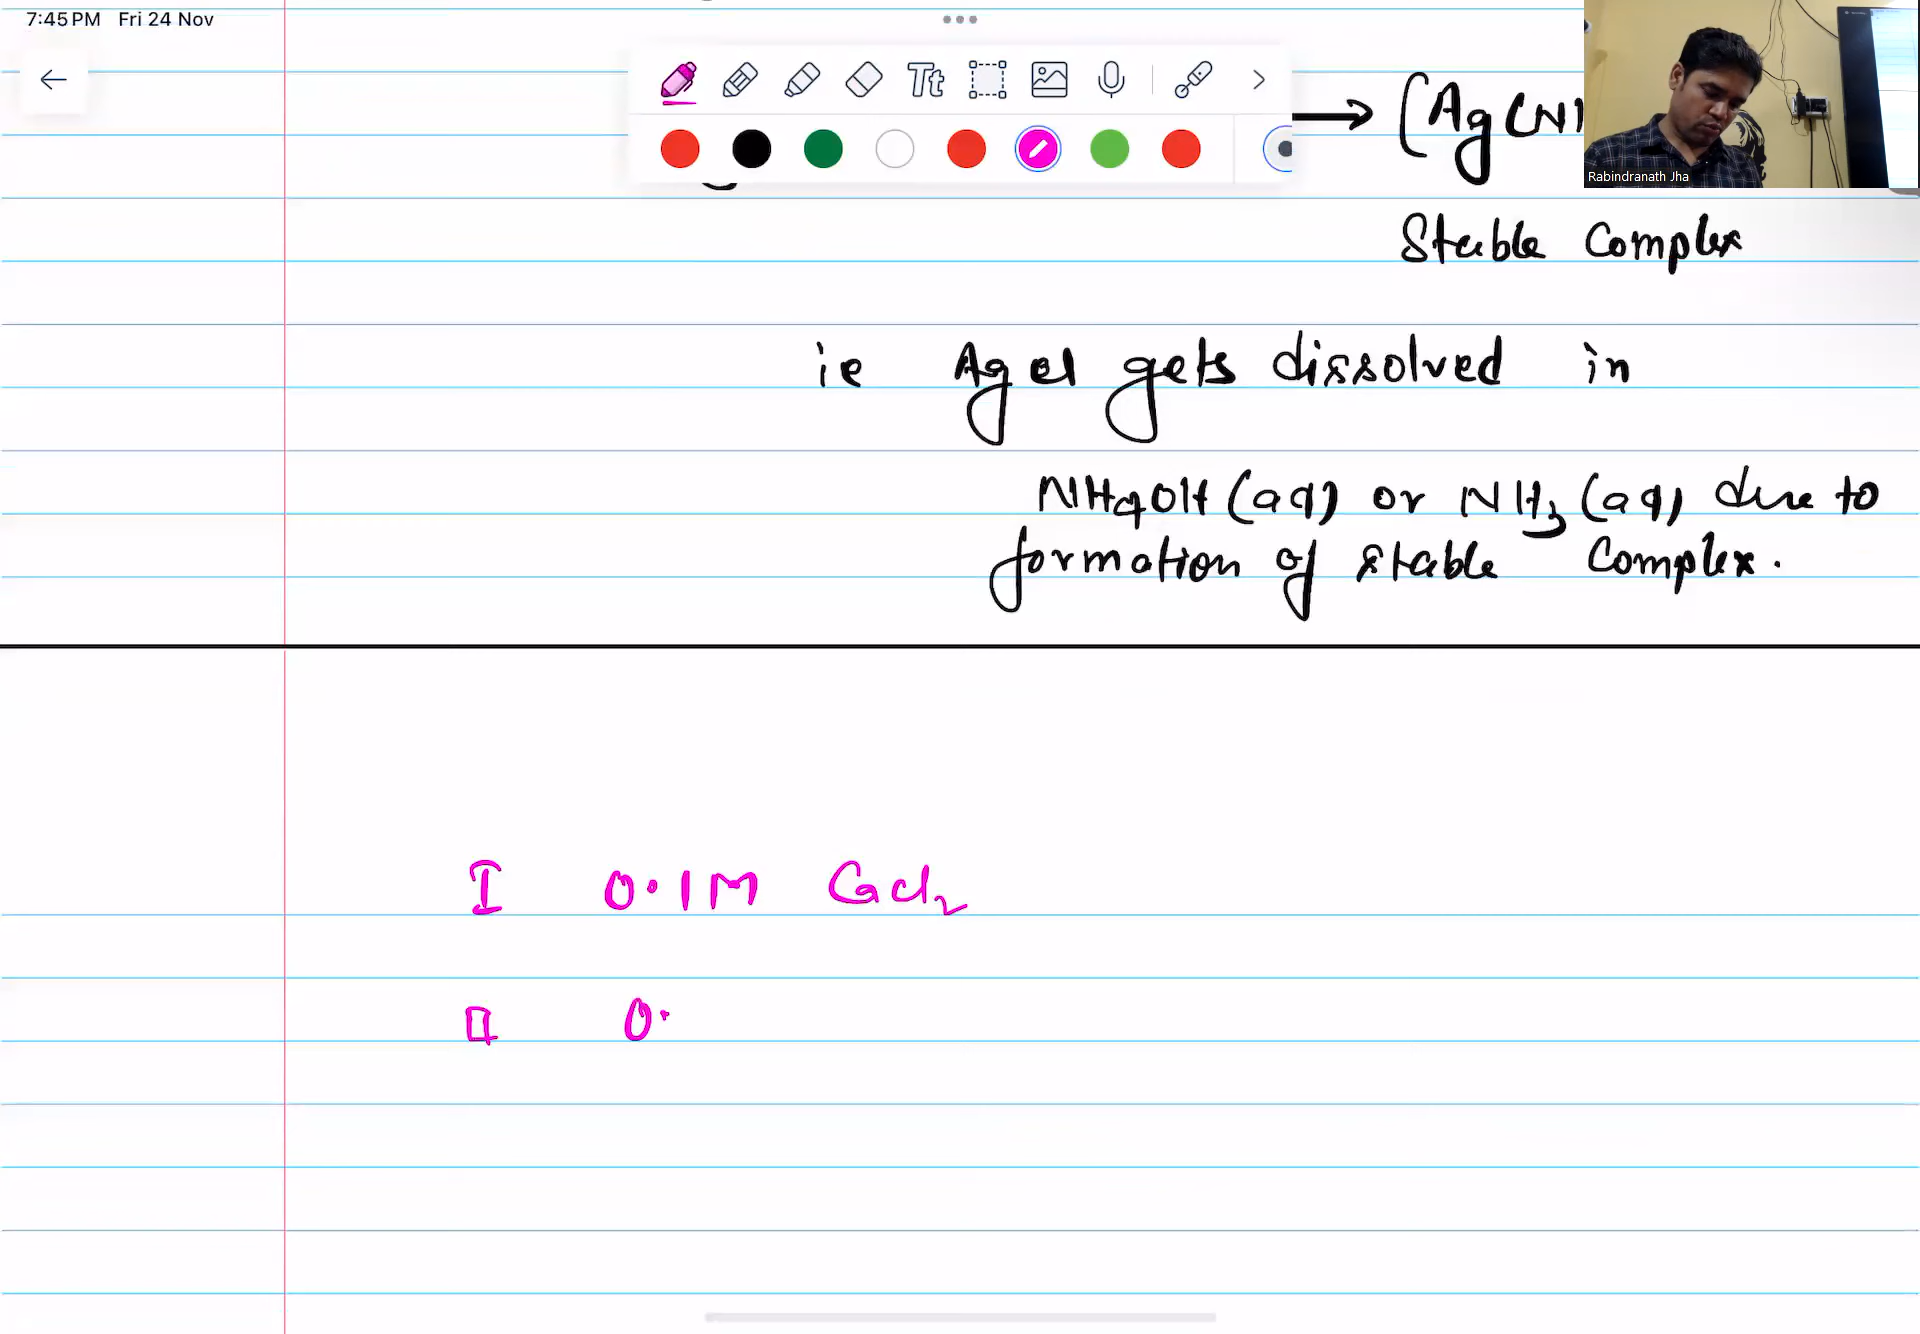 7:45 PM Fri 24 Nov
Tt
→ [Ag(N
Rabindranath Jha
Stable Complex
ie AgCl gets dissolved in
NH4OH (aq) or NH3 (aq) due to
formation of stable Complex.
I 0.1M CaCl2
II 0.